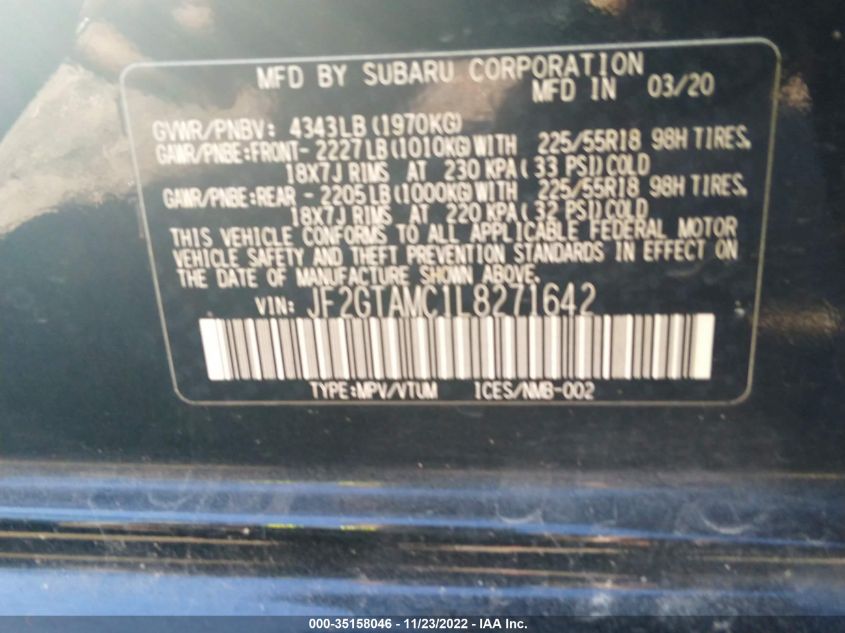 MFD BY SUBARU CORPORATION
MFD IN 03/20
GVWR/PNBV: 4343LB(1970KG)
GAWR/PNBE:FRONT-2227LB(1010KG)WITH 225/55R18 98H TIRES,
18X7J RIMS AT 230 KPA(33 PSI)COLD
GAWR/PNBE:REAR -2205LB(1000KG)WITH 225/55R18 98H TIRES,
18X7J RIMS AT 220 KPA(32 PSI)COLD
THIS VEHICLE CONFORMS TO ALL APPLICABLE FEDERAL MOTOR
VEHICLE SAFETY AND THEFT PREVENTION STANDARDS IN EFFECT ON
THE DATE OF MANUFACTURE SHOWN ABOVE.
VIN: JF2GTAMC1L8271642
TYPE:MPV/VTUM ICES/NMB-002
000-35158046 - 11/23/2022 - IAA Inc.